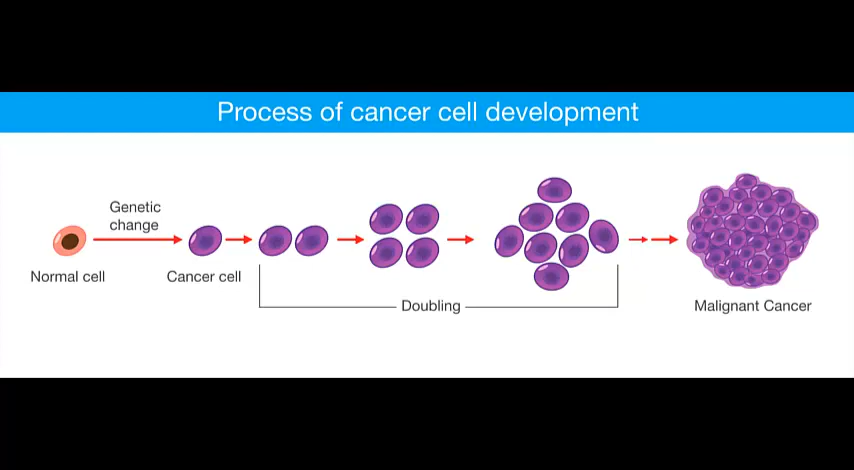 Process of cancer cell development
Genetic
change
Normal cell
Cancer cell
Doubling
Malignant Cancer